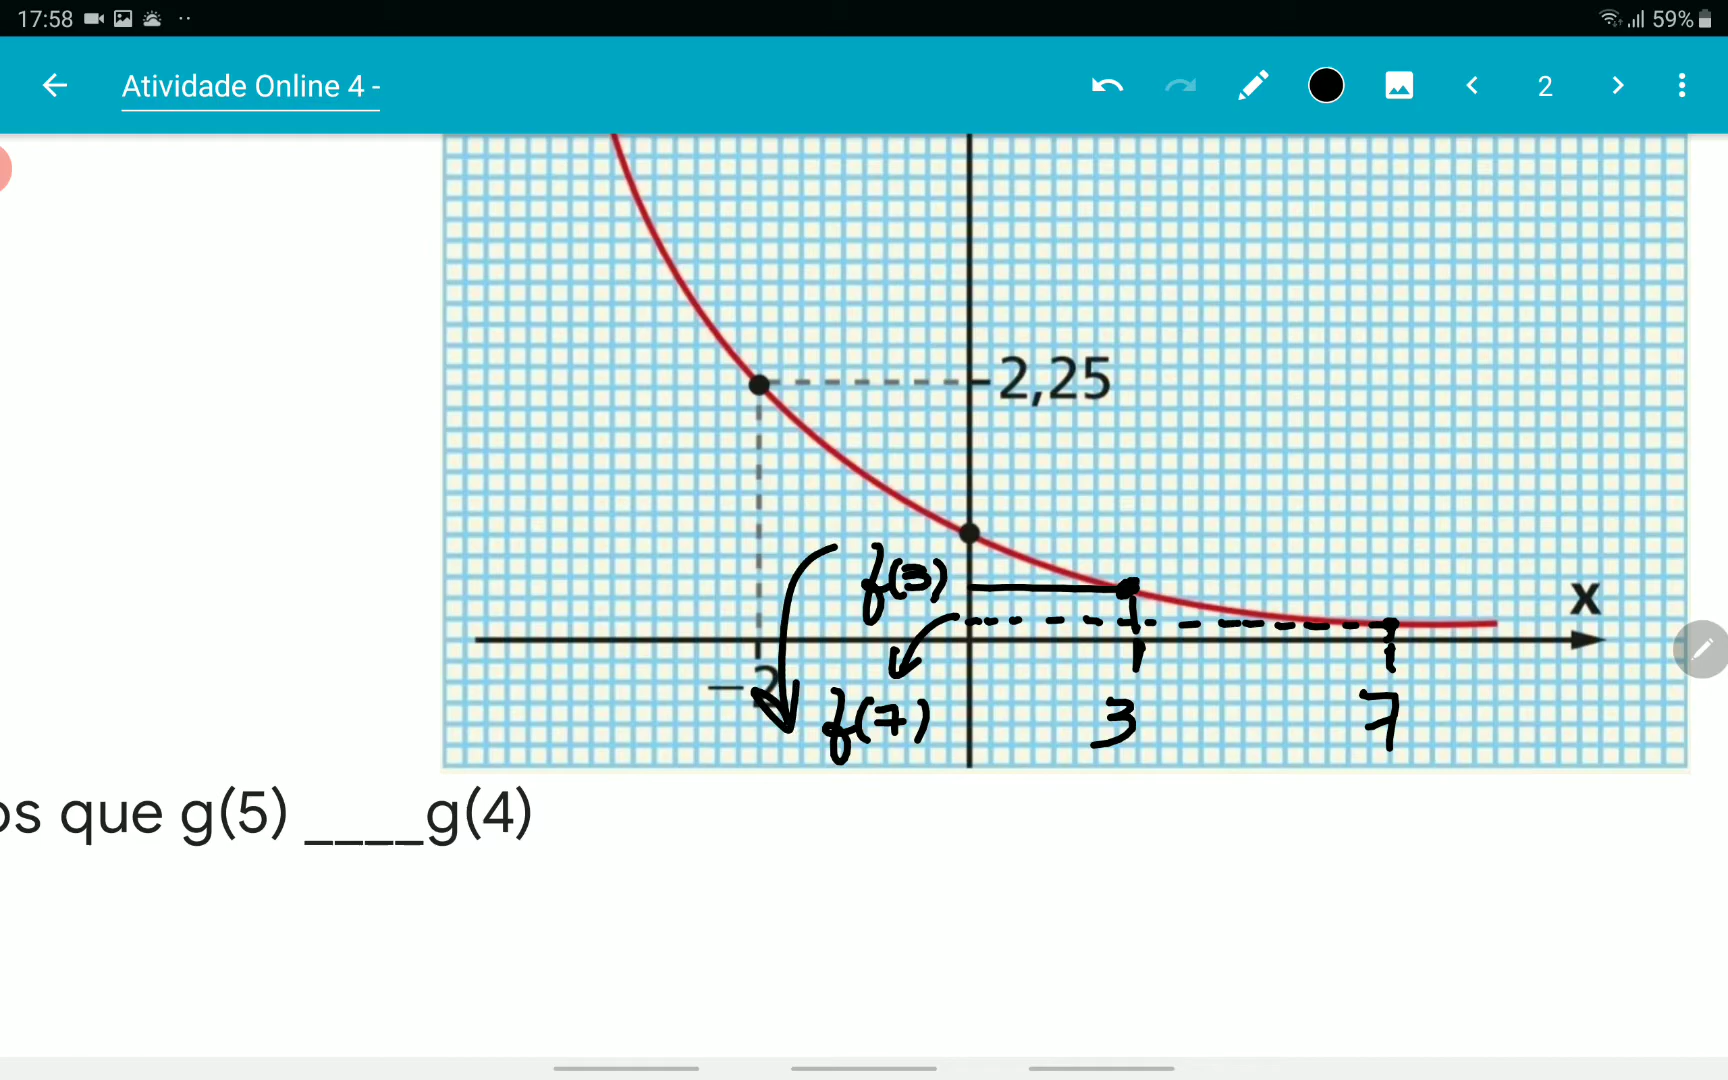 17:58 59%
Atividade Online 4 - 2
2,25
f(3)
x
-2
f(7) 3 7
os que g(5) ____g(4)